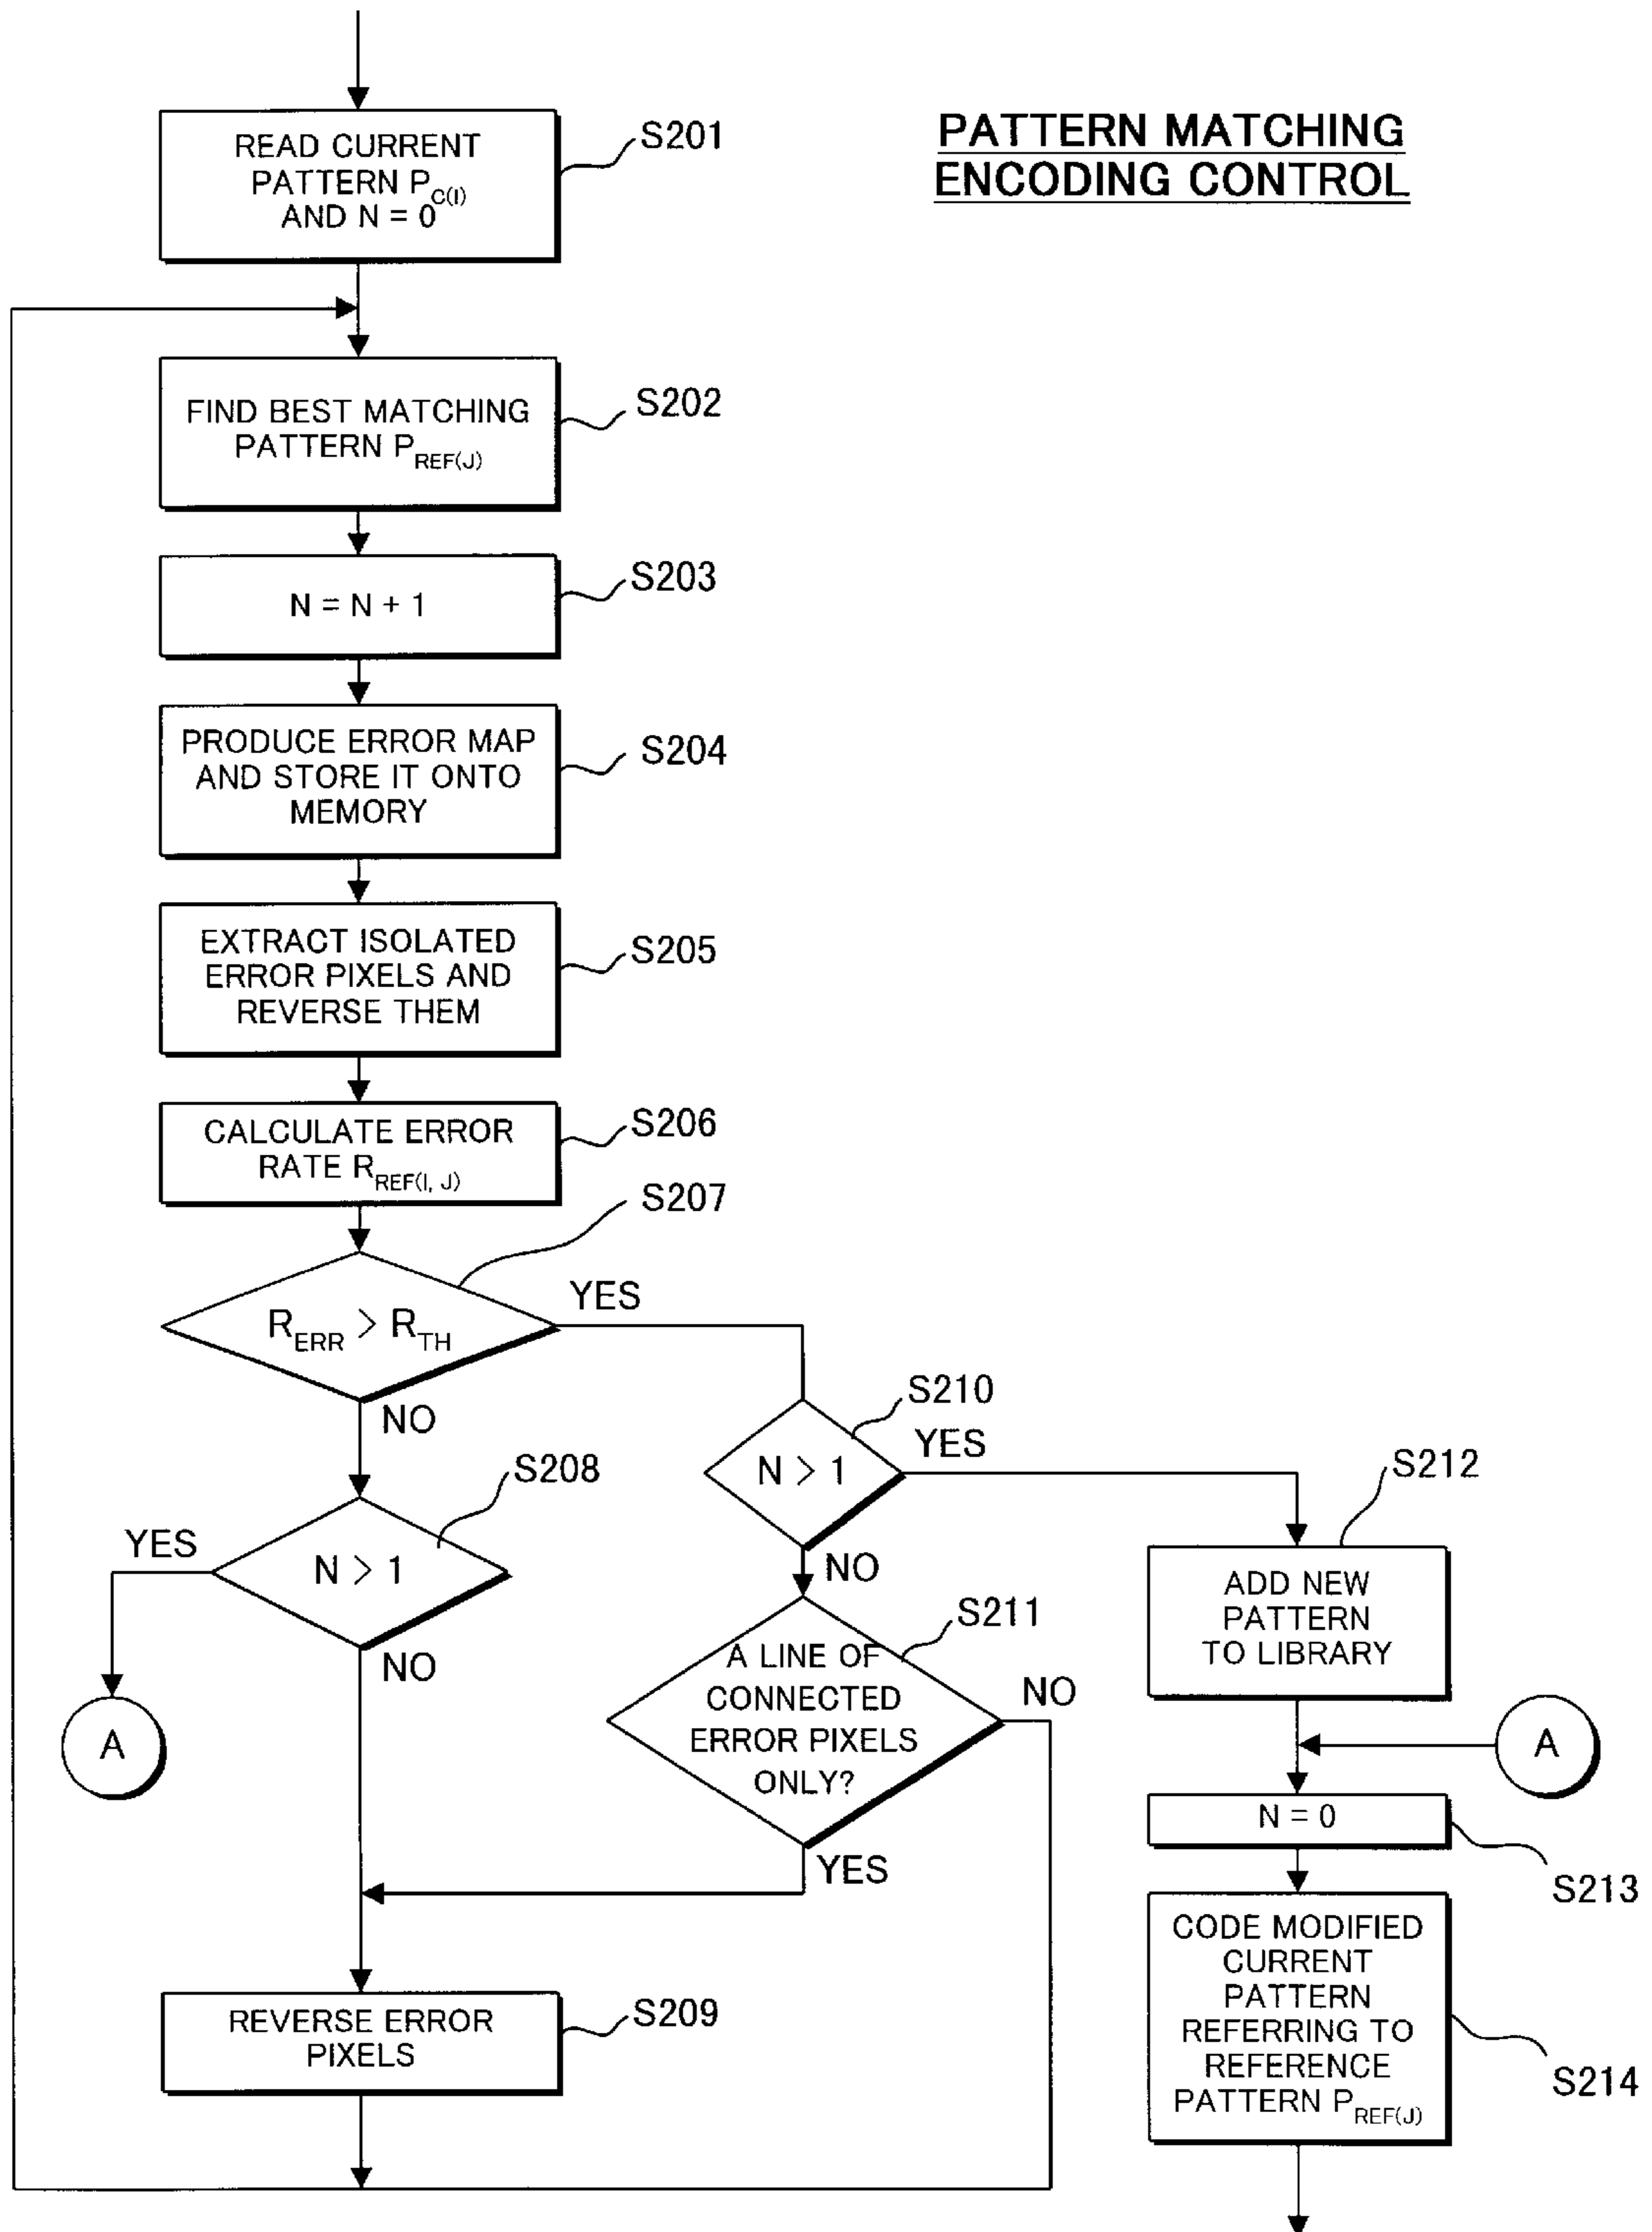 PATTERN MATCHING
ENCODING CONTROL
READ CURRENT
PATTERN P C(I)
AND N = 0
S201
FIND BEST MATCHING
PATTERN P REF(J)
S202
N = N + 1
S203
PRODUCE ERROR MAP
AND STORE IT ONTO
MEMORY
S204
EXTRACT ISOLATED
ERROR PIXELS AND
REVERSE THEM
S205
CALCULATE ERROR
RATE R REF(I, J)
S206
S207
R ERR > R TH
YES
NO
S208
N > 1
YES
NO
A
S210
N > 1
YES
NO
S211
A LINE OF
CONNECTED
ERROR PIXELS
ONLY?
NO
YES
REVERSE ERROR
PIXELS
S209
S212
ADD NEW
PATTERN
TO LIBRARY
A
N = 0
S213
CODE MODIFIED
CURRENT
PATTERN
REFERRING TO
REFERENCE
PATTERN P REF(J)
S214